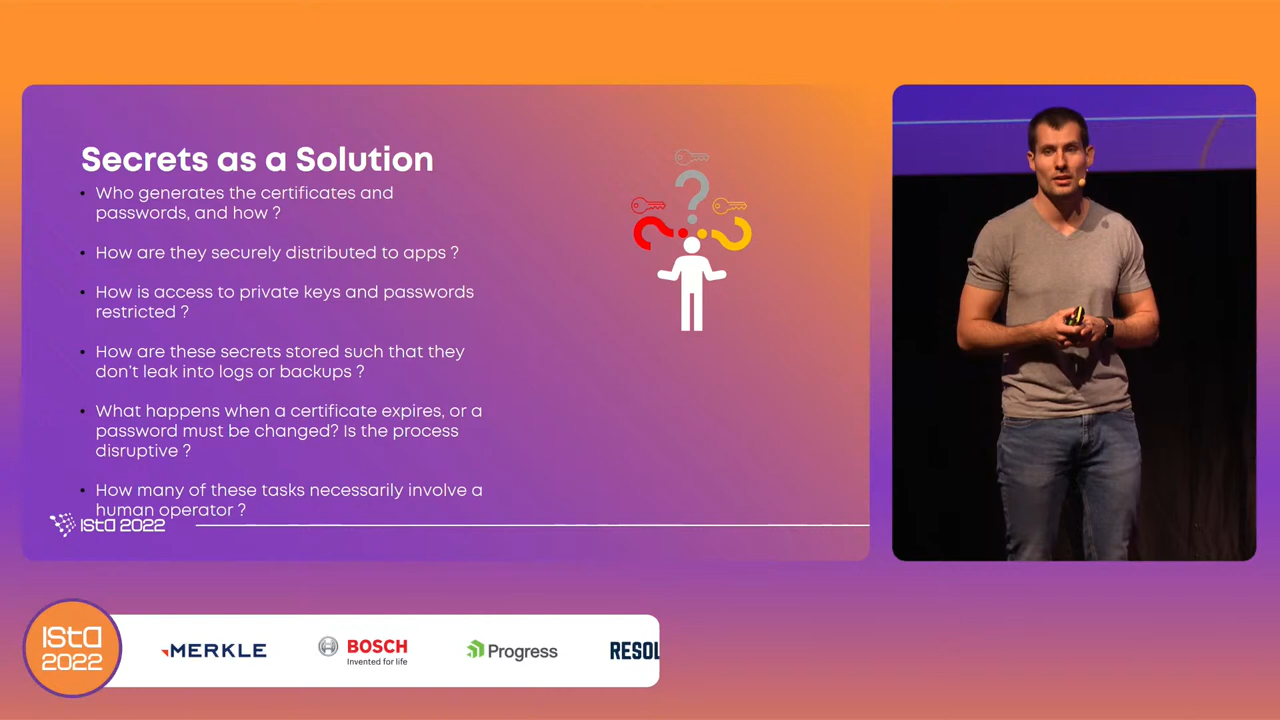 Secrets as a Solution
• Who generates the certificates and
passwords, and how ?
• How are they securely distributed to apps ?
• How is access to private keys and passwords
restricted ?
• How are these secrets stored such that they
don't leak into logs or backups ?
• What happens when a certificate expires, or a
password must be changed? Is the process
disruptive ?
• How many of these tasks necessarily involve a
human operator ?
ISTA 2022
ISTA
2022
MERKLE
BOSCH
Invented for life
Progress
RESOL